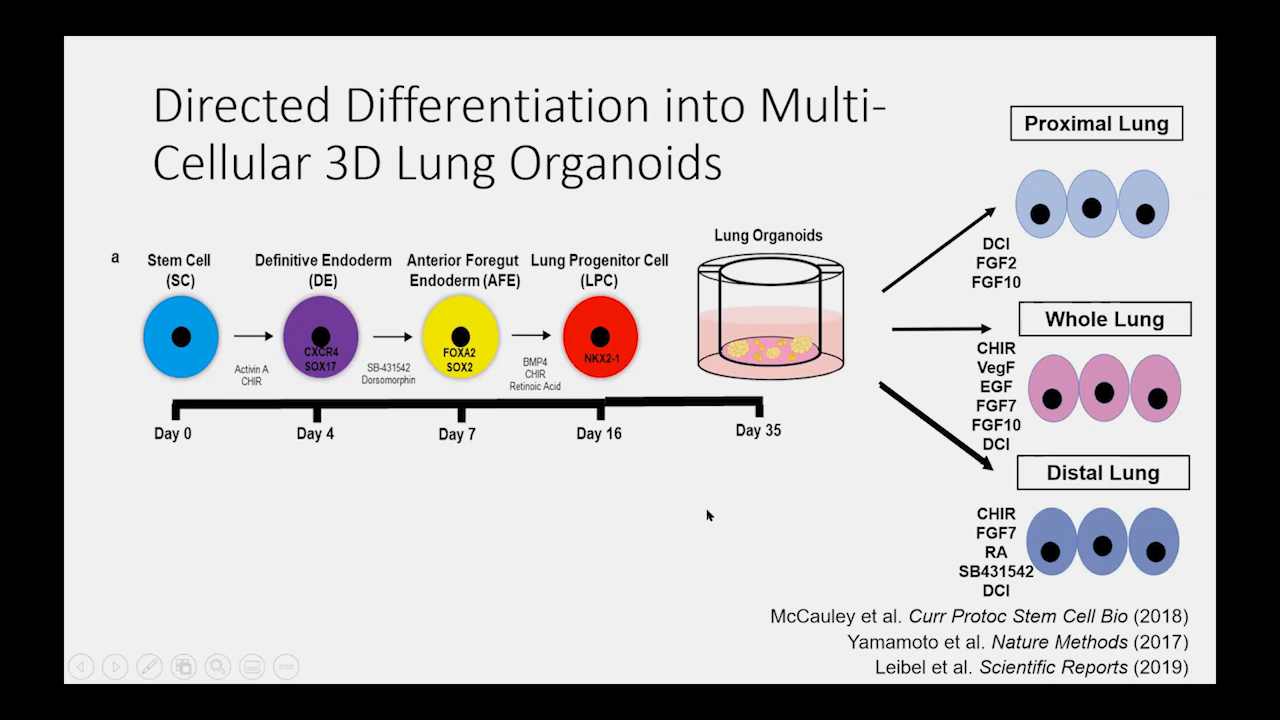 Directed Differentiation into Multi-
Cellular 3D Lung Organoids
a
Stem Cell
(SC)
Definitive Endoderm
(DE)
Anterior Foregut
Endoderm (AFE)
Lung Progenitor Cell
(LPC)
Lung Organoids
CXCR4
SOX17
FOXA2
SOX2
NKX2-1
Activin A
CHIR
SB-431542
Dorsomorphin
BMP4
CHIR
Retinoic Acid
Day 0
Day 4
Day 7
Day 16
Day 35
Proximal Lung
DCI
FGF2
FGF10
Whole Lung
CHIR
VegF
EGF
FGF7
FGF10
DCI
Distal Lung
CHIR
FGF7
RA
SB431542
DCI
McCauley et al. Curr Protoc Stem Cell Bio (2018)
Yamamoto et al. Nature Methods (2017)
Leibel et al. Scientific Reports (2019)